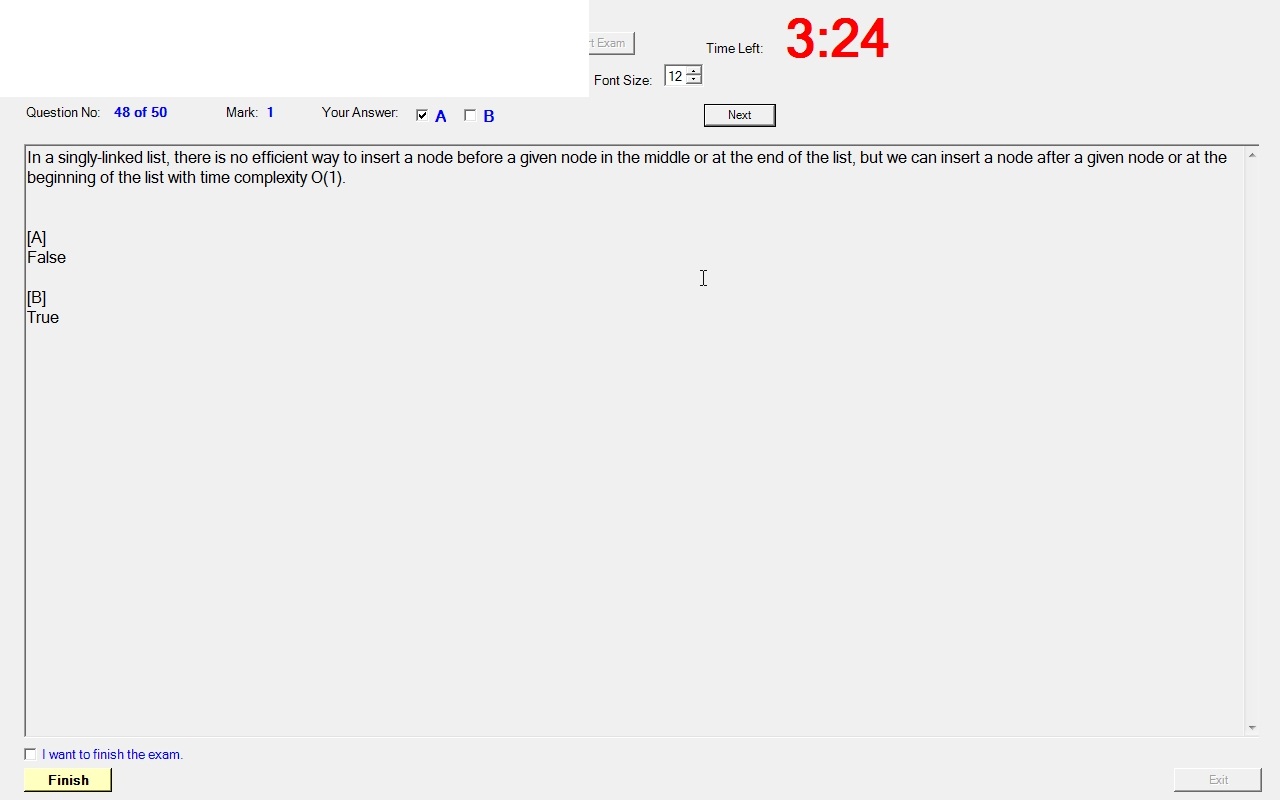 t Exam
Time Left: 3:24
Font Size: 12
Question No: 48 of 50 Mark: 1 Your Answer: A B Next
In a singly-linked list, there is no efficient way to insert a node before a given node in the middle or at the end of the list, but we can insert a node after a given node or at the
beginning of the list with time complexity O(1).
[A]
False
[B]
True
I want to finish the exam.
Finish Exit